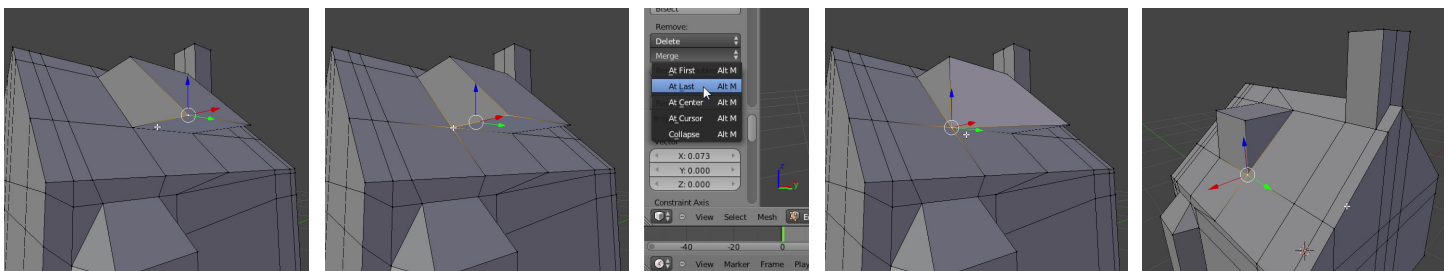 Bisect
Remove:
Delete
Merge
At First Alt M
At Last Alt M
At Center Alt M
At Cursor Alt M
Collapse Alt M
Vector
X: 0.073
Y: 0.000
Z: 0.000
Constraint Axis
z
y
View Select Mesh
-40 -20 0
View Marker Frame Play